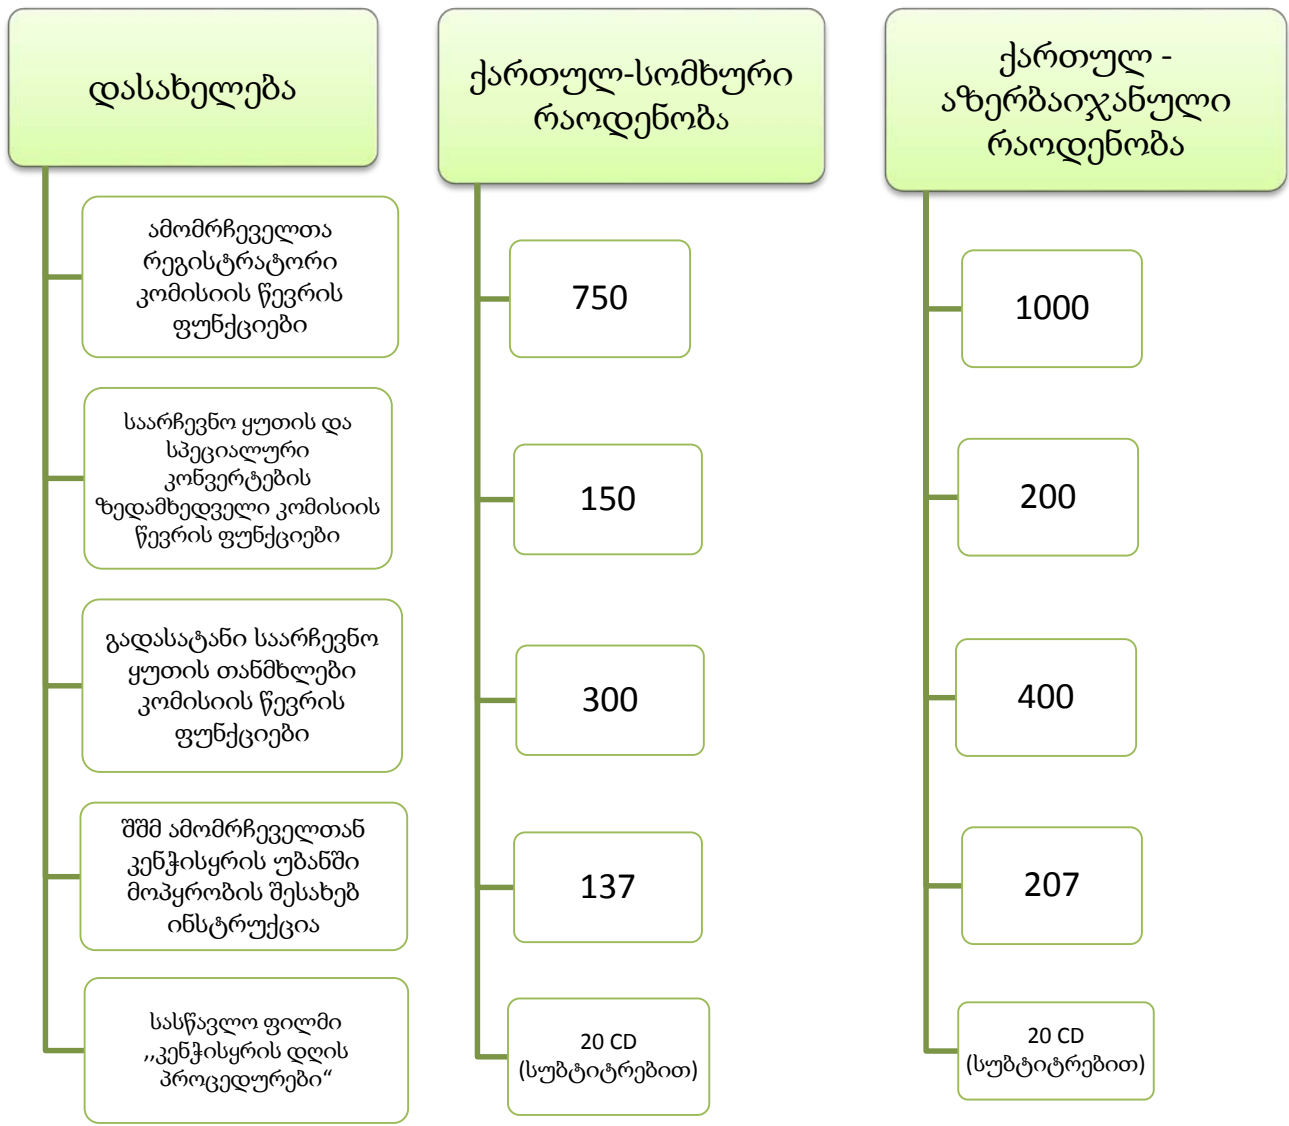 დასახელება
ამომრჩეველთა
რეგისტრატორი
კომისიის წევრის
ფუნქციები
საარჩევნო ყუთის და
სპეციალური
კონვერტების
ზედამხედველი კომისიის
წევრის ფუნქციები
გადასატანი საარჩევნო
ყუთის თანმხლები
კომისიის წევრის
ფუნქციები
შშმ ამომრჩეველთან
კენჭისყრის უბანში
მოპყრობის შესახებ
ინსტრუქცია
სასწავლო ფილმი
,,კენჭისყრის დღის
პროცედურები“
ქართულ-სომხური
რაოდენობა
750
150
300
137
20 CD
(სუბტიტრებით)
ქართულ -
აზერბაიჯანული
რაოდენობა
1000
200
400
207
20 CD
(სუბტიტრებით)